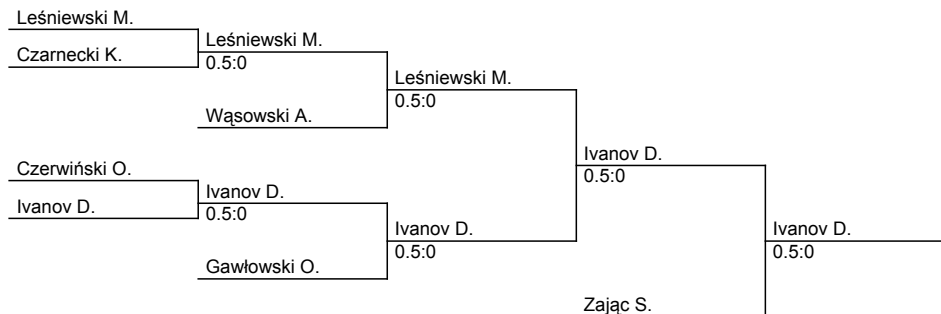 Leśniewski M.
Czarnecki K.
Leśniewski M.
0.5:0
Wąsowski A.
Leśniewski M.
0.5:0
Czerwiński O.
Ivanov D.
Ivanov D.
0.5:0
Gawłowski O.
Ivanov D.
0.5:0
Ivanov D.
0.5:0
Zając S.
Ivanov D.
0.5:0